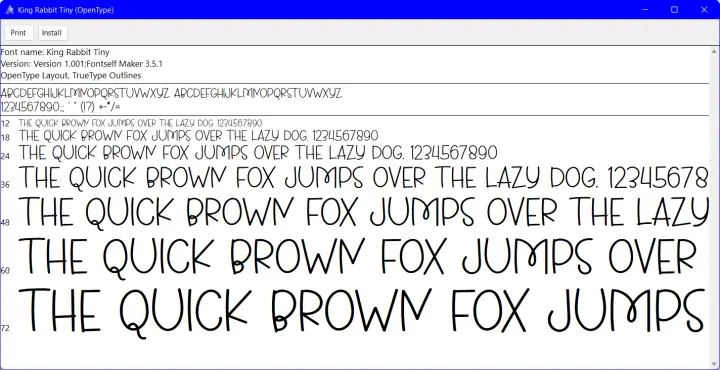 King Rabbit Tiny (OpenType)
Print Install
Font name: King Rabbit Tiny
Version: Version 1.001;Fontself Maker 3.5.1
OpenType Layout, TrueType Outlines
ABCDEFGHIJKLMNOPQRSTUVWXYZ ABCDEFGHIJKLMNOPQRSTUVWXYZ
1234567890.:, ' " (!?) +-*/=
12 THE QUICK BROWN FOX JUMPS OVER THE LAZY DOG. 1234567890
18 THE QUICK BROWN FOX JUMPS OVER THE LAZY DOG. 1234567890
24 THE QUICK BROWN FOX JUMPS OVER THE LAZY DOG. 1234567890
36 THE QUICK BROWN FOX JUMPS OVER THE LAZY DOG. 12345678
48 THE QUICK BROWN FOX JUMPS OVER THE LAZY
60 THE QUICK BROWN FOX JUMPS OVER
72 THE QUICK BROWN FOX JUMPS